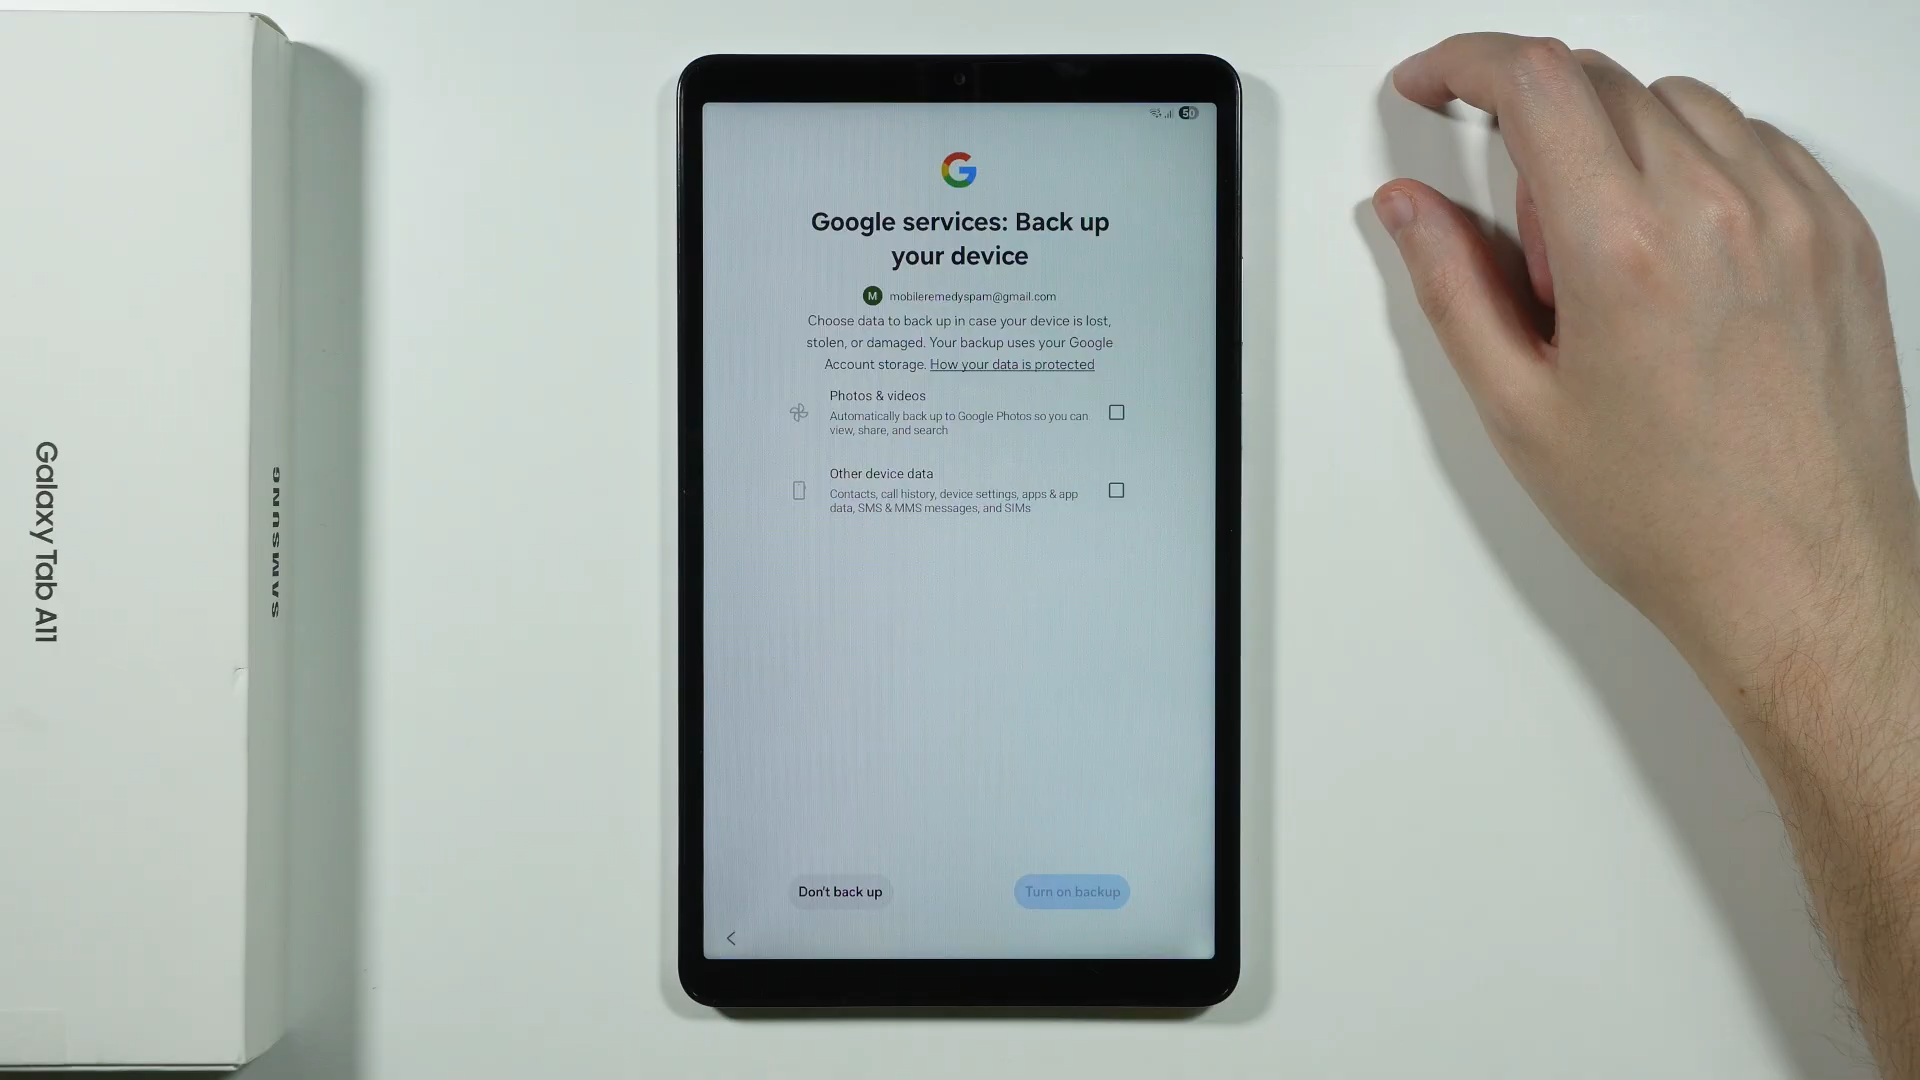 Galaxy Tab A11
SAMSUNG
50
G
Google services: Back up
your device
M mobileremedyspam@gmail.com
Choose data to back up in case your device is lost,
stolen, or damaged. Your backup uses your Google
Account storage. How your data is protected
Photos & videos
Automatically back up to Google Photos so you can
view, share, and search
Other device data
Contacts, call history, device settings, apps & app
data, SMS & MMS messages, and SIMs
Don't back up
Turn on backup